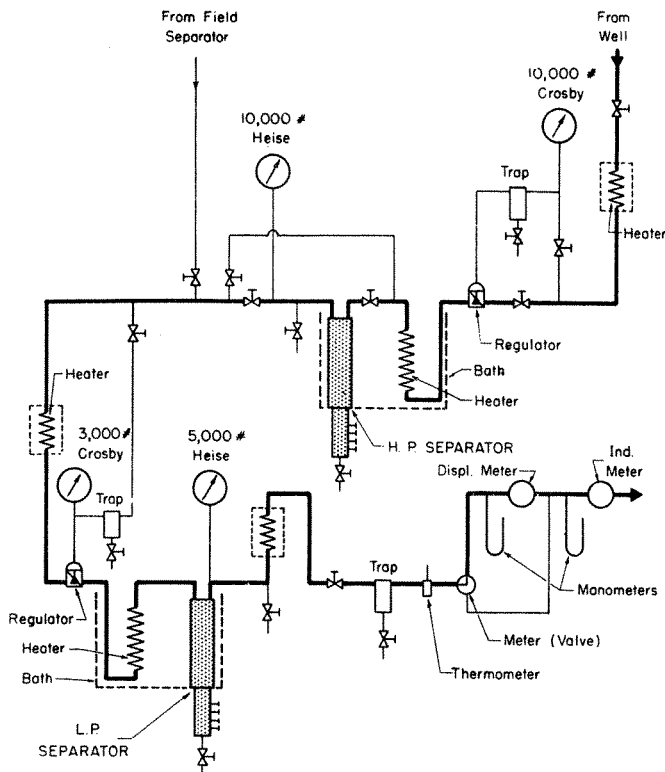 From Field
Separator
From
Well
10,000 #
Heise
10,000 #
Crosby
Trap
Heater
Regulator
Bath
Heater
H. P. SEPARATOR
Heater
3,000 #
Crosby
5,000 #
Heise
Trap
Displ. Meter
Ind.
Meter
Trap
Manometers
Regulator
Meter (Valve)
Heater
Thermometer
Bath
L.P.
SEPARATOR